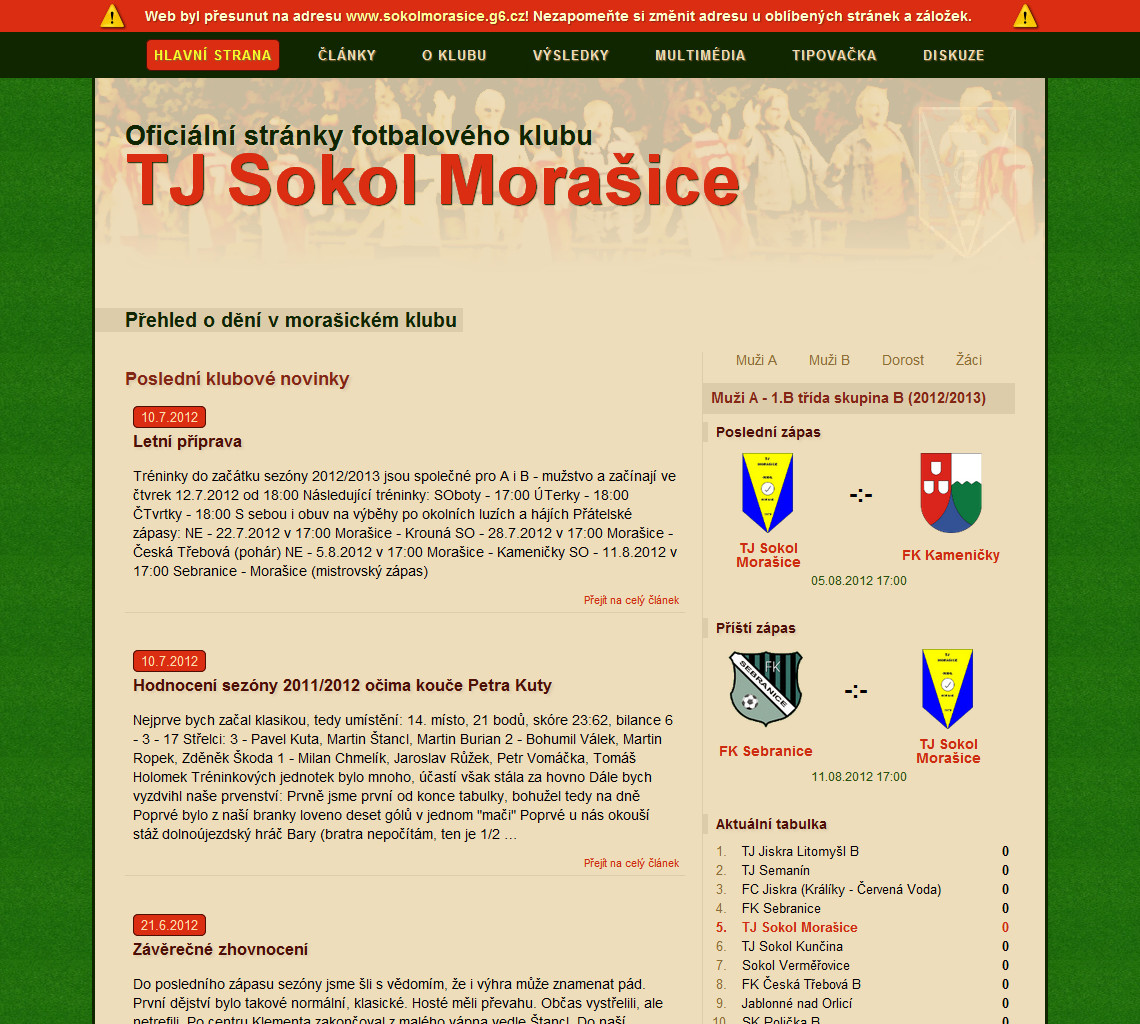 Web byl přesunut na adresu www.sokolmorasice.g6.cz! Nezapomeňte si změnit adresu u oblíbených stránek a záložek.
HLAVNÍ STRANA ČLÁNKY O KLUBU VÝSLEDKY MULTIMÉDIA TIPOVAČKA DISKUZE
Oficiální stránky fotbalového klubu
TJ Sokol Morašice
Přehled o dění v morašickém klubu
Poslední klubové novinky
10.7.2012
Letní příprava
Tréninky do začátku sezóny 2012/2013 jsou společné pro A i B - mužstvo a začínají ve
čtvrek 12.7.2012 od 18:00 Následující tréninky: SOboty - 17:00 ÚTerky - 18:00
ČTvrtky - 18:00 S sebou i obuv na výběhy po okolních luzích a hájích Přátelské
zápasy: NE - 22.7.2012 v 17:00 Morašice - Krouná SO - 28.7.2012 v 17:00 Morašice -
Česká Třebová (pohár) NE - 5.8.2012 v 17:00 Morašice - Kameničky SO - 11.8.2012 v
17:00 Sebranice - Morašice (mistrovský zápas)
Přejít na celý článek
10.7.2012
Hodnocení sezóny 2011/2012 očima kouče Petra Kuty
Nejprve bych začal klasikou, tedy umístění: 14. místo, 21 bodů, skóre 23:62, bilance 6
- 3 - 17 Střelci: 3 - Pavel Kuta, Martin Štancl, Martin Burian 2 - Bohumil Válek, Martin
Ropek, Zděněk Škoda 1 - Milan Chmelík, Jaroslav Růžek, Petr Vomáčka, Tomáš
Holomek Tréninkových jednotek bylo mnoho, účastí však stála za hovno Dále bych
vyzdvihl naše prvenství: Prvně jsme první od konce tabulky, bohužel tedy na dně
Poprvé bylo z naší branky loveno deset gólů v jednom "mači" Poprvé u nás okouší
stáž dolnoújezdský hráč Bary (bratra nepočítám, ten je 1/2 …
Přejít na celý článek
21.6.2012
Závěrečné zhovnocení
Do posledního zápasu sezóny jsme šli s vědomím, že i výhra může znamenat pád.
První dějství bylo takové normální, klasické. Hosté měli převahu. Občas vystřelili, ale
netrefili. Po centru Klementa zakončoval z malého vápna vedle Štancl. Do naší
Muži A Muži B Dorost Žáci
Muži A - 1.B třída skupina B (2012/2013)
Poslední zápas
-:-
TJ Sokol
Morašice
FK Kameničky
05.08.2012 17:00
Příští zápas
FK
SEBRANICE
-:-
FK Sebranice
TJ Sokol
Morašice
11.08.2012 17:00
Aktuální tabulka
1. TJ Jiskra Litomyšl B 0
2. TJ Semanín 0
3. FC Jiskra (Králíky - Červená Voda) 0
4. FK Sebranice 0
5. TJ Sokol Morašice 0
6. TJ Sokol Kunčina 0
7. Sokol Verměřovice 0
8. FK Česká Třebová B 0
9. Jablonné nad Orlicí 0
10. SK Polička B 0